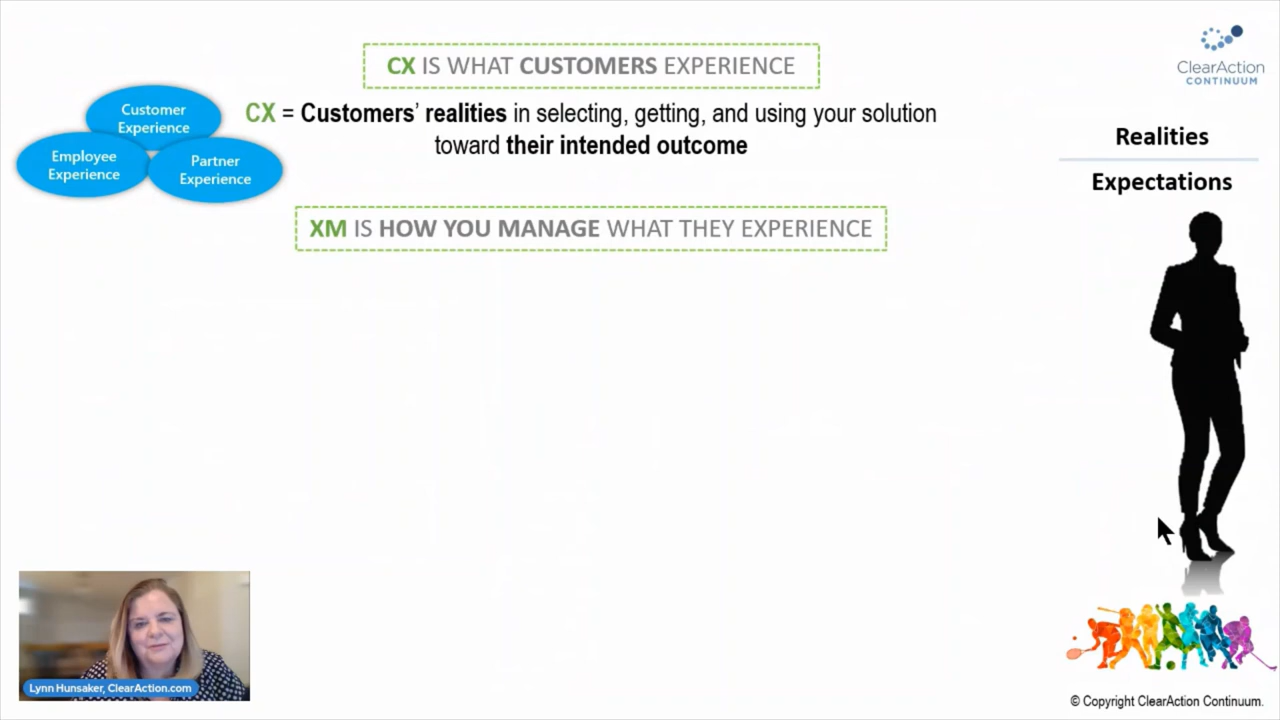 CX IS WHAT CUSTOMERS EXPERIENCE
ClearAction
CONTINUUM
Customer
Experience
Employee
Experience
Partner
Experience
CX = Customers' realities in selecting, getting, and using your solution
toward their intended outcome
Realities
Expectations
XM IS HOW YOU MANAGE WHAT THEY EXPERIENCE
Lynn Hunsaker, ClearAction.com
© Copyright ClearAction Continuum.